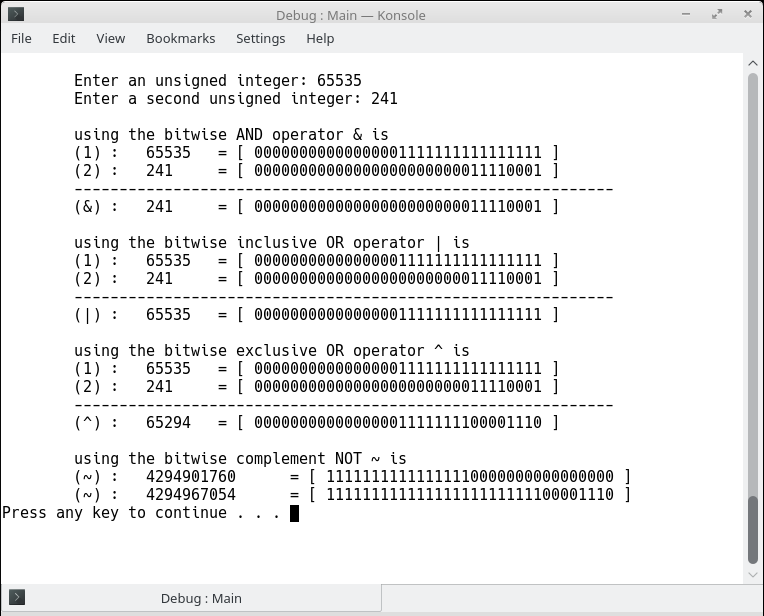 Debug : Main — Konsole
File Edit View Bookmarks Settings Help
Enter an unsigned integer: 65535
Enter a second unsigned integer: 241
using the bitwise AND operator & is
(1) : 65535 = [ 00000000000000001111111111111111 ]
(2) : 241 = [ 00000000000000000000000011110001 ]
------------------------------------------------------------
(&) : 241 = [ 00000000000000000000000011110001 ]
using the bitwise inclusive OR operator | is
(1) : 65535 = [ 00000000000000001111111111111111 ]
(2) : 241 = [ 00000000000000000000000011110001 ]
------------------------------------------------------------
(|) : 65535 = [ 00000000000000001111111111111111 ]
using the bitwise exclusive OR operator ^ is
(1) : 65535 = [ 00000000000000001111111111111111 ]
(2) : 241 = [ 00000000000000000000000011110001 ]
------------------------------------------------------------
(^) : 65294 = [ 00000000000000001111111100001110 ]
using the bitwise complement NOT ~ is
(~) : 4294901760 = [ 11111111111111110000000000000000 ]
(~) : 4294967054 = [ 11111111111111111111111100001110 ]
Press any key to continue . . .
Debug : Main